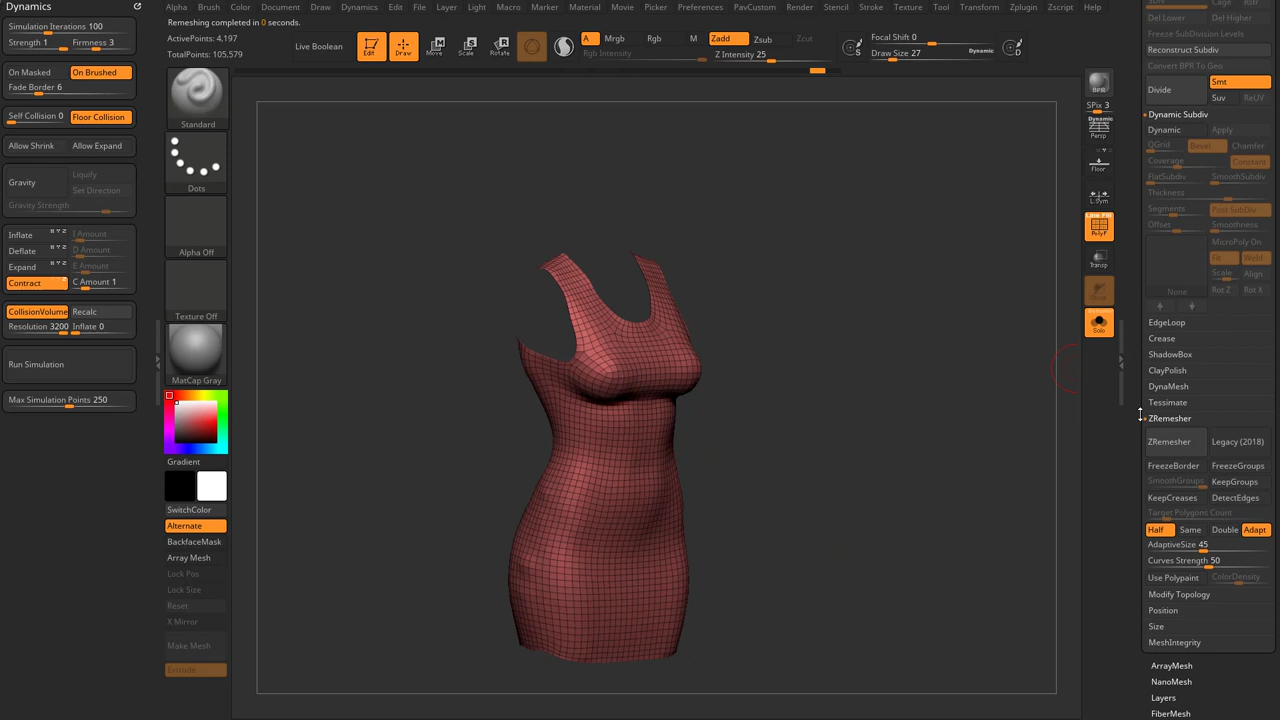 Alpha Brush Color Document Draw Dynamics Edit File Layer Lights Macro Marker Material Movie Picker Preferences PavCustom Render Stencil Stroke Texture Tool Transform Zplugin Zscript Help
Dynamics
Simulation Iterations 100
Strength 1 Firmness 3
On Masked On Brushed
Fade Border 6
Self Collision 0 Floor Collision
Allow Shrink Allow Expand
Gravity Liquify
Set Direction
Gravity Strength
Inflate X Y Z I Amount
Deflate X Y Z D Amount
Expand X Y Z E Amount
Contract C Amount 1
CollisionVolume Recalc
Resolution 3200 Inflate 0
Run Simulation
Max Simulation Points 250
Remeshing completed in 0 seconds.
ActivePoints: 4,197
TotalPoints: 105,579
Live Boolean
Edit Draw Move Scale Rotate
A Mrgb Rgb M Zadd Zsub Zcut
Rgb Intensity Z Intensity 25
S
Focal Shift 0
Draw Size 27 Dynamic
D
Standard
Dots
Alpha Off
Texture Off
MatCap Gray
Gradient
SwitchColor
Alternate
BackfaceMask
Array Mesh
Lock Pos
Lock Size
Reset
X Mirror
Make Mesh
Extrude
BPR
SPix 3
Dynamic
Persp
Floor
L.Sym
Line Fill
PolyF
Transp
Solo
SDiv Cage Rstr
Del Lower Del Higher
Freeze SubDivision Levels
Reconstruct Subdiv
Convert BPR To Geo
Divide Smt
Suv ReUV
Dynamic Subdiv
Dynamic Apply
QGrid Bevel Chamfer
Coverage Constant
FlatSubdiv SmoothSubdiv
Thickness
Segments Post SubDiv
Offset Smoothness
MicroPoly On
Fit Weld
Scale Align
None Rot Z Rot X
EdgeLoop
Crease
ShadowBox
ClayPolish
DynaMesh
Tessimate
ZRemesher
ZRemesher Legacy (2018)
FreezeBorder FreezeGroups
SmoothGroups KeepGroups
KeepCreases DetectEdges
Target Polygons Count
Half Same Double Adapt
AdaptiveSize 45
Curves Strength 50
Use Polypaint ColorDensity
Modify Topology
Position
Size
MeshIntegrity
ArrayMesh
NanoMesh
Layers
FiberMesh